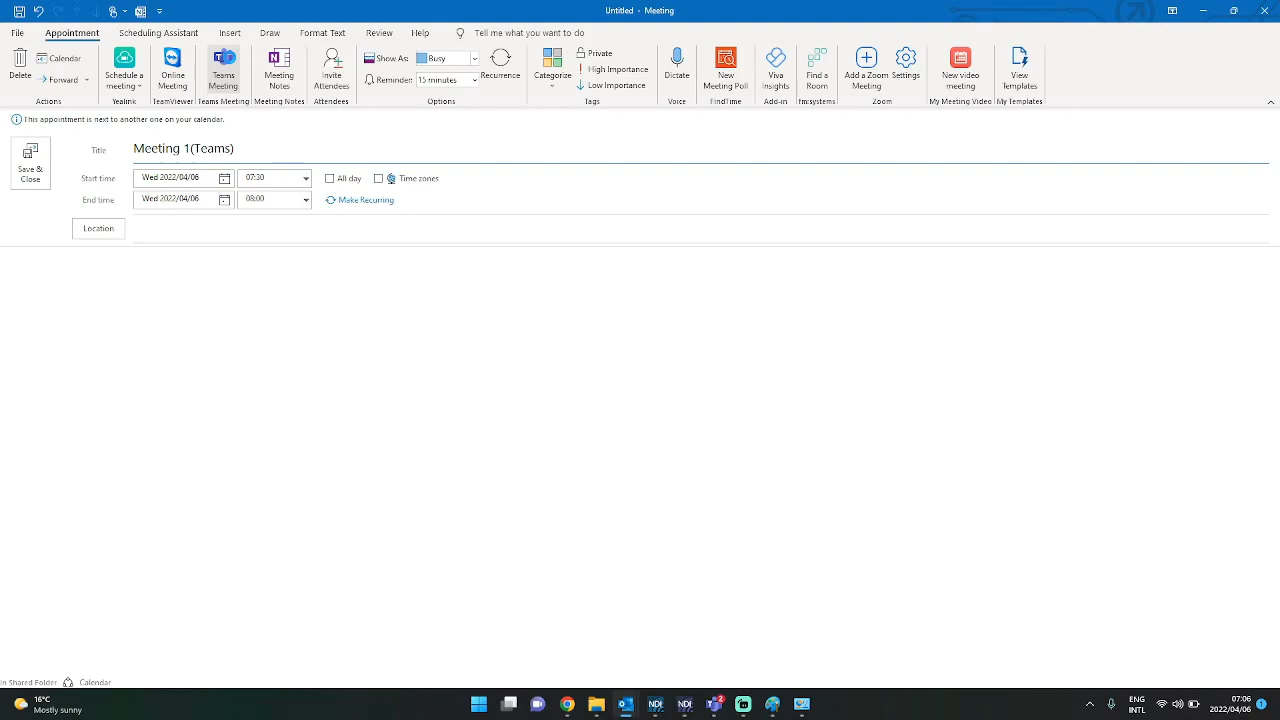 Untitled - Meeting
File Appointment Scheduling Assistant Insert Draw Format Text Review Help Tell me what you want to do
Delete Calendar Forward Schedule a meeting Online Meeting Teams Meeting Meeting Notes Invite Attendees Show As: Busy Reminder: 15 minutes Recurrence Categorize Private High Importance Low Importance Dictate New Meeting Poll Viva Insights Find a Room Add a Zoom Meeting Settings New video meeting View Templates
Actions Yealink TeamViewer Teams Meeting Meeting Notes Attendees Options Tags Voice FindTime Add-in fm:systems Zoom My Meeting Video My Templates
This appointment is next to another one on your calendar.
Save & Close
Title Meeting 1(Teams)
Start time Wed 2022/04/06 07:30 All day Time zones
End time Wed 2022/04/06 08:00 Make Recurring
Location
In Shared Folder Calendar
16°C
Mostly sunny
NDI NDI 2
ENG
INTL
07:06
2022/04/06
1